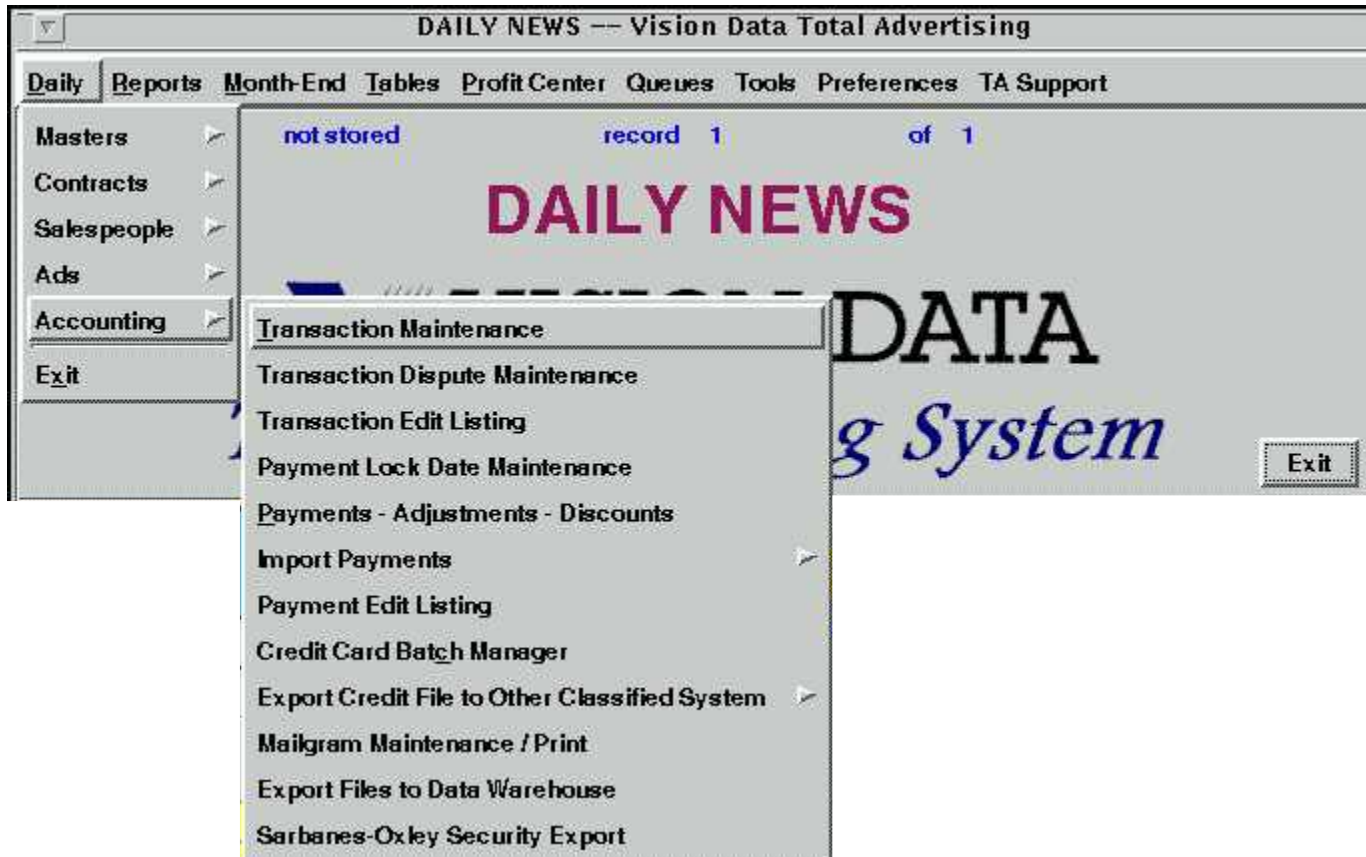 DAILY NEWS -- Vision Data Total Advertising
Daily Reports Month-End Tables Profit Center Queues Tools Preferences TA Support
Masters
Contracts
Salespeople
Ads
Accounting
Exit
not stored record 1 of 1
DAILY NEWS
DATA
g System
Exit
Transaction Maintenance
Transaction Dispute Maintenance
Transaction Edit Listing
Payment Lock Date Maintenance
Payments - Adjustments - Discounts
Import Payments
Payment Edit Listing
Credit Card Batch Manager
Export Credit File to Other Classified System
Mailgram Maintenance / Print
Export Files to Data Warehouse
Sarbanes-Oxley Security Export